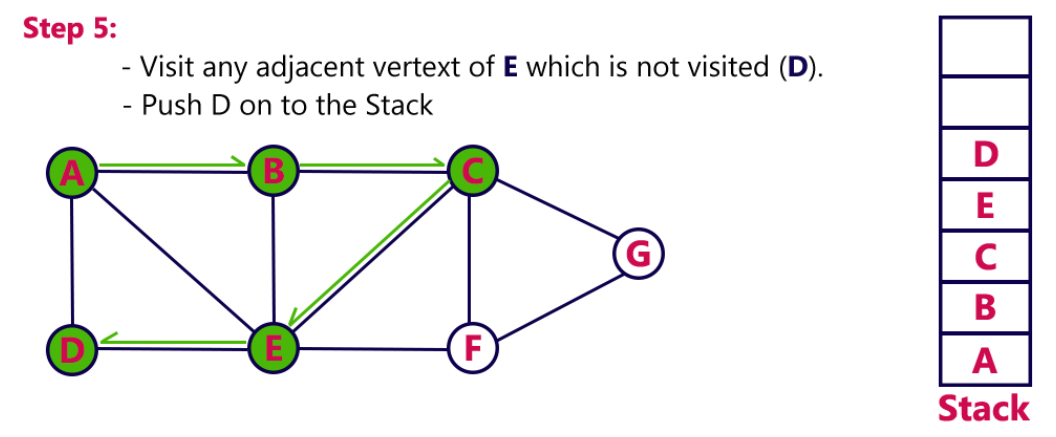 Step 5:
- Visit any adjacent vertext of E which is not visited (D).
- Push D on to the Stack
A
B
C
G
D
E
F
D
E
C
B
A
Stack